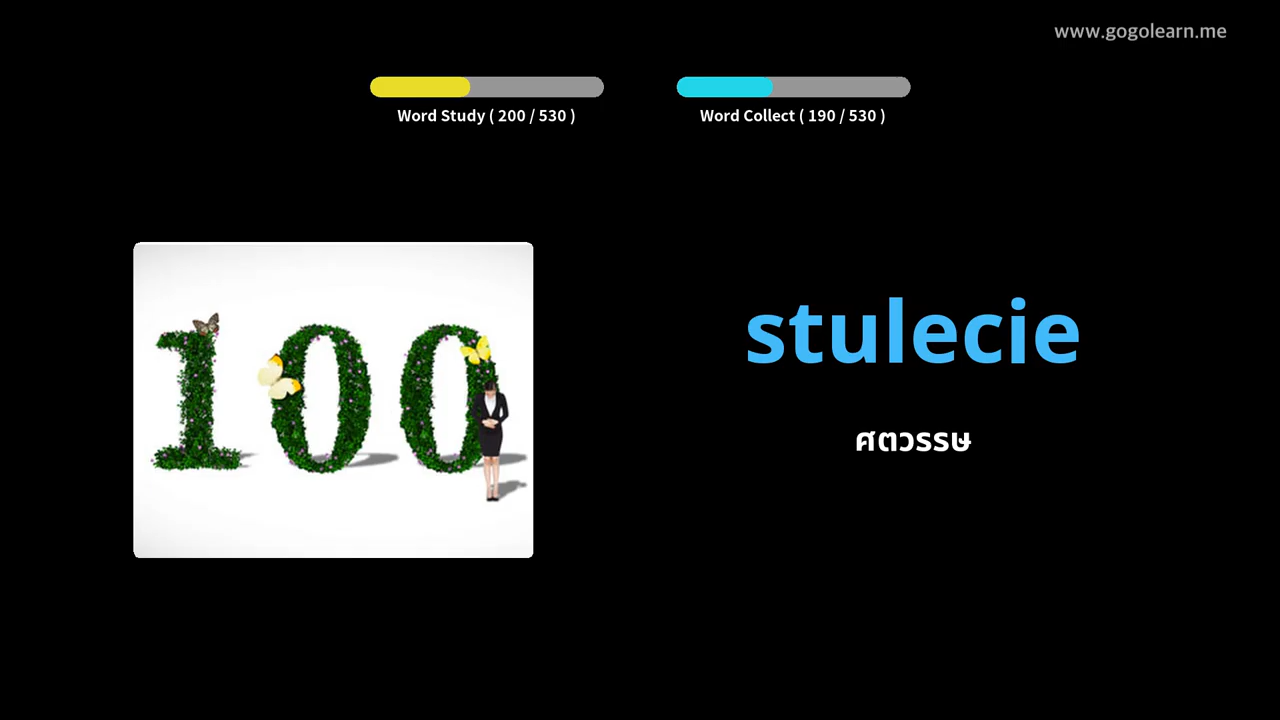 www.gogolearn.me
Word Study ( 200 / 530 )
Word Collect ( 190 / 530 )
100
stulecie
ศตวรรษ